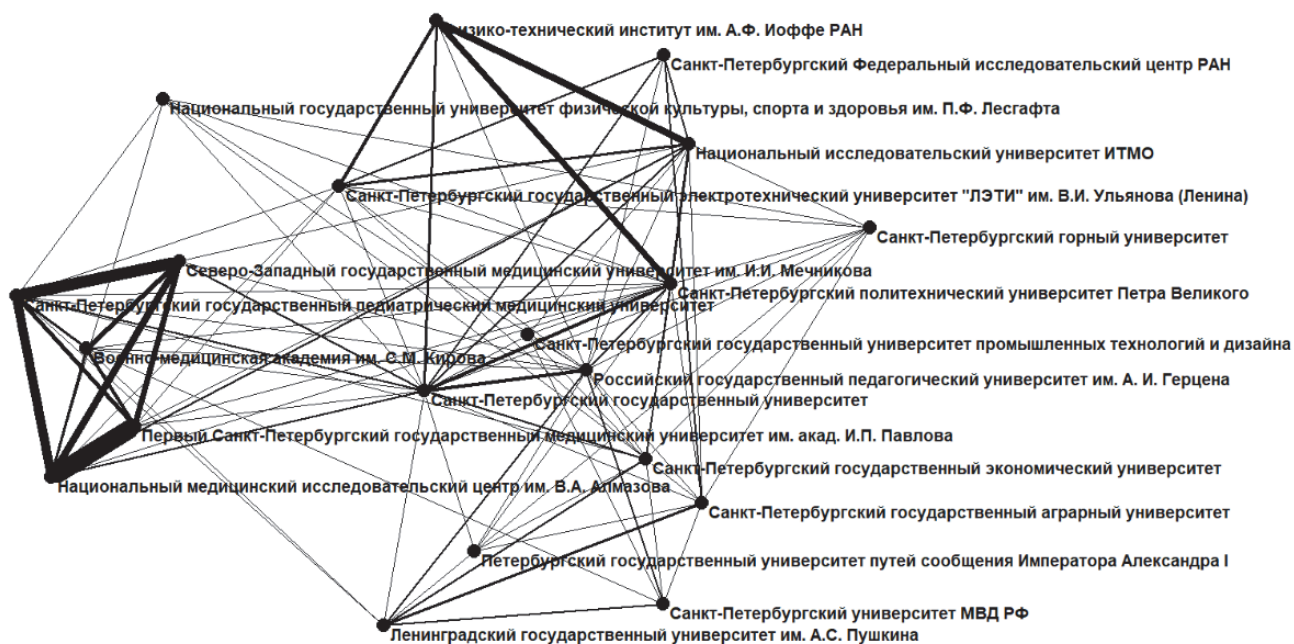 Физико-технический институт им. А.Ф. Иоффе РАН
Санкт-Петербургский Федеральный исследовательский центр РАН
Национальный государственный университет физической культуры, спорта и здоровья им. П.Ф. Лесгафта
Национальный исследовательский университет ИТМО
Санкт-Петербургский государственный электротехнический университет "ЛЭТИ" им. В.И. Ульянова (Ленина)
Санкт-Петербургский горный университет
Северо-Западный государственный медицинский университет им. И.И. Мечникова
Санкт-Петербургский политехнический университет Петра Великого
Санкт-Петербургский государственный педиатрический медицинский университет
Санкт-Петербургский государственный университет промышленных технологий и дизайна
Военно-медицинская академия им. С.М. Кирова
Российский государственный педагогический университет им. А. И. Герцена
Санкт-Петербургский государственный университет
Первый Санкт-Петербургский государственный медицинский университет им. акад. И.П. Павлова
Санкт-Петербургский государственный экономический университет
Национальный медицинский исследовательский центр им. В.А. Алмазова
Санкт-Петербургский государственный аграрный университет
Петербургский государственный университет путей сообщения Императора Александра I
Санкт-Петербургский университет МВД РФ
Ленинградский государственный университет им. А.С. Пушкина